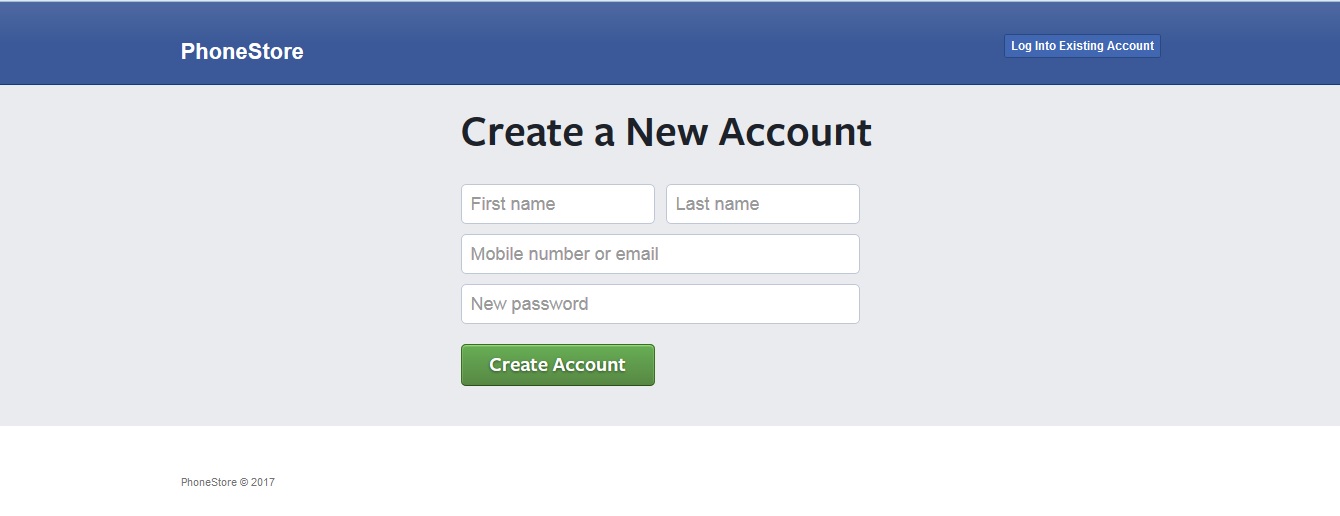 PhoneStore
Log Into Existing Account
Create a New Account
First name
Last name
Mobile number or email
New password
Create Account
PhoneStore © 2017